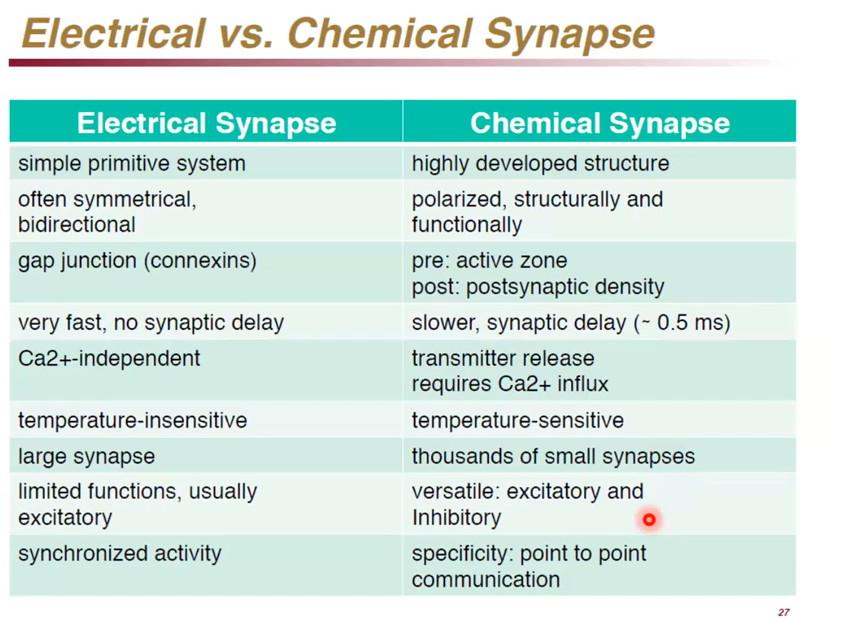 Electrical vs. Chemical Synapse
Electrical Synapse
Chemical Synapse
simple primitive system
highly developed structure
often symmetrical,
bidirectional
polarized, structurally and
functionally
gap junction (connexins)
pre: active zone
post: postsynaptic density
very fast, no synaptic delay
slower, synaptic delay (~ 0.5 ms)
Ca2+-independent
transmitter release
requires Ca2+ influx
temperature-insensitive
temperature-sensitive
large synapse
thousands of small synapses
limited functions, usually
excitatory
versatile: excitatory and
Inhibitory
synchronized activity
specificity: point to point
communication
27